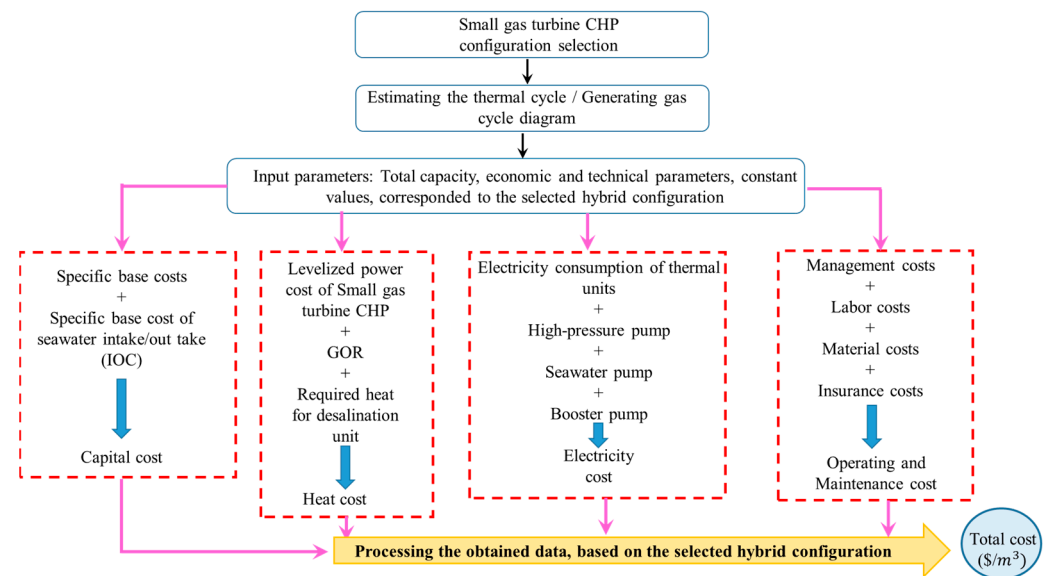 Small gas turbine CHP
configuration selection
Estimating the thermal cycle / Generating gas
cycle diagram
Input parameters: Total capacity, economic and technical parameters, constant
values, corresponded to the selected hybrid configuration
Specific base costs
+
Specific base cost of
seawater intake/out take
(IOC)
Capital cost
Levelized power
cost of Small gas
turbine CHP
+
GOR
+
Required heat
for desalination
unit
Heat cost
Electricity consumption of thermal
units
+
High-pressure pump
+
Seawater pump
+
Booster pump
Electricity
cost
Management costs
+
Labor costs
+
Material costs
+
Insurance costs
Operating and
Maintenance cost
Processing the obtained data, based on the selected hybrid configuration
Total cost
($/m³)